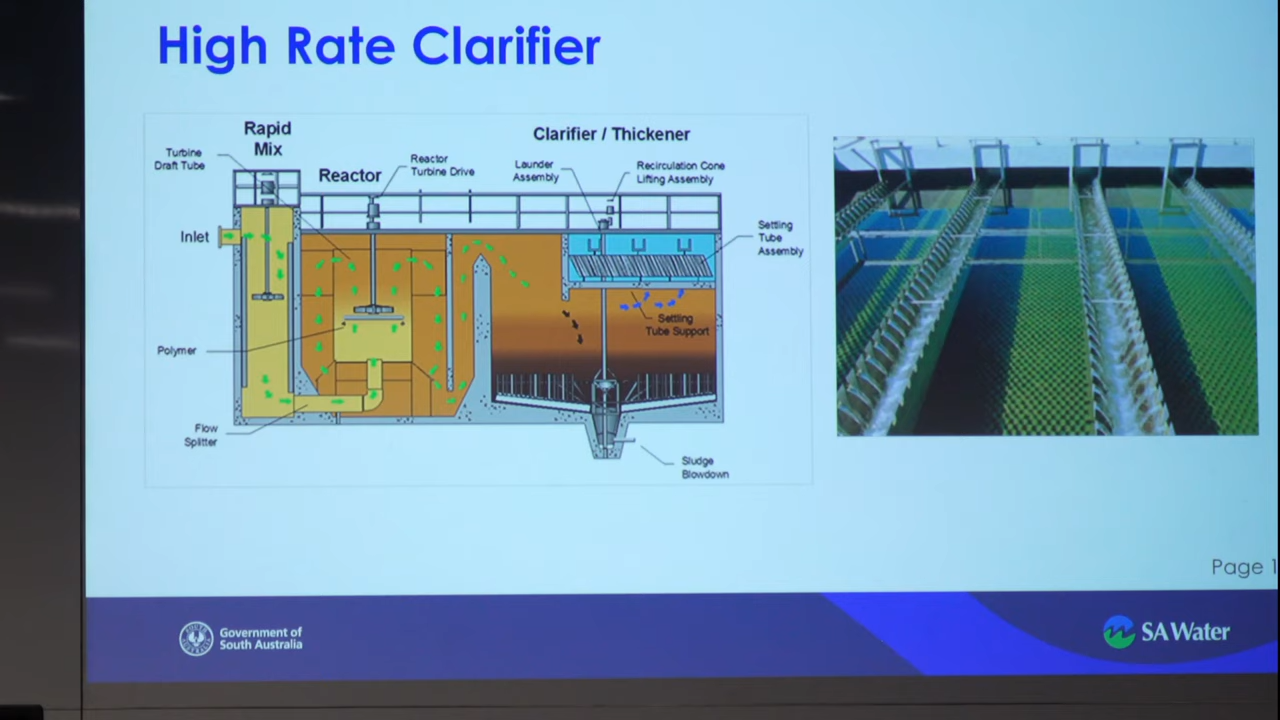 High Rate Clarifier
Rapid
Mix
Turbine
Draft Tube
Reactor
Reactor
Turbine Drive
Clarifier / Thickener
Launder
Assembly
Recirculation Cone
Lifting Assembly
Inlet
Settling
Tube
Assembly
Settling
Tube Support
Polymer
Flow
Splitter
Sludge
Blowdown
Page 1
Government of
South Australia
SA Water